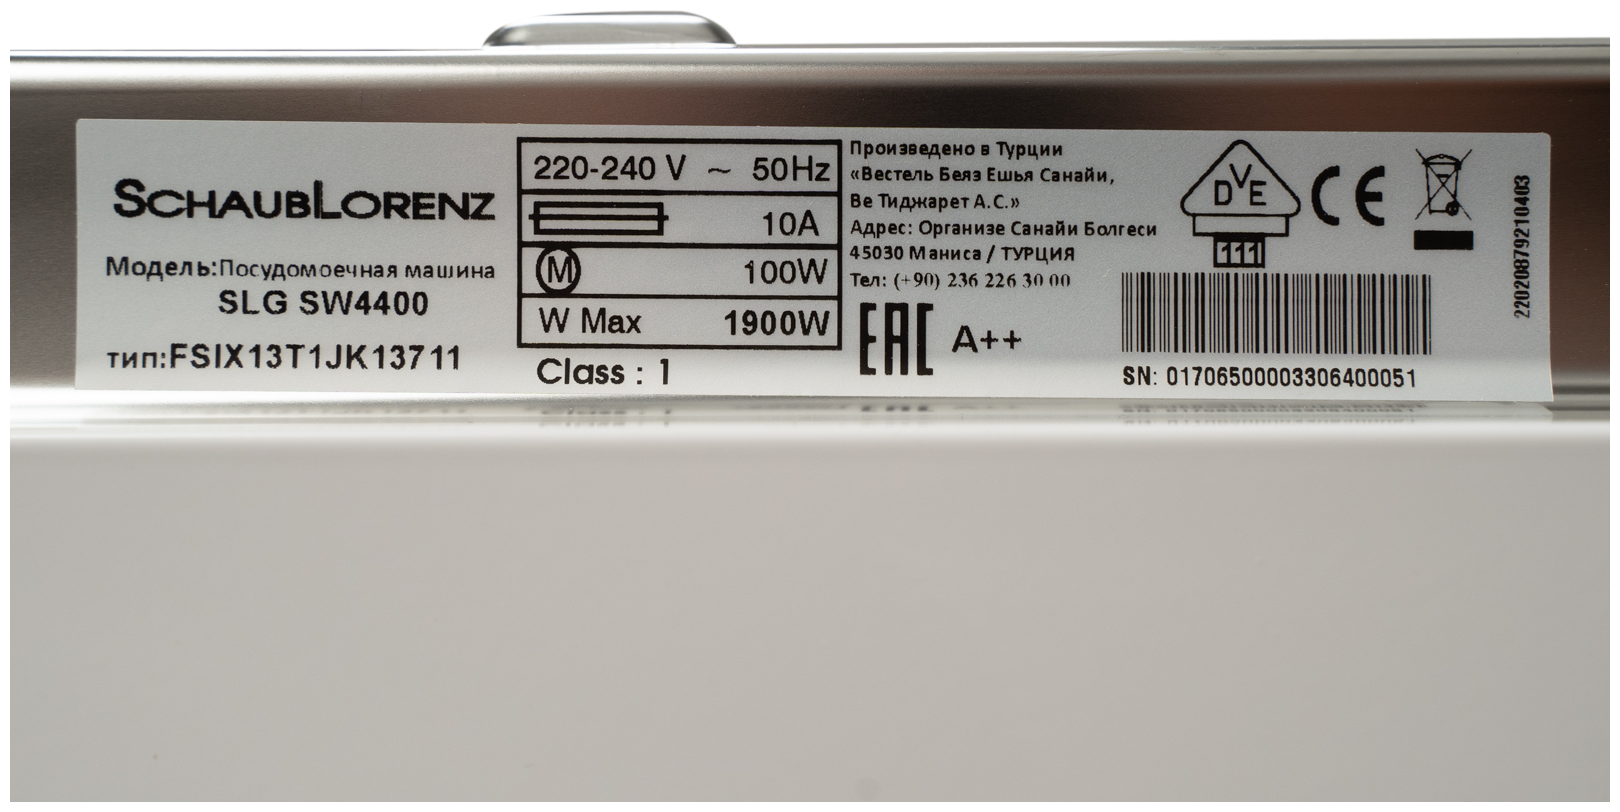 SCHAUBLORENZ
Модель:Посудомоечная машина
SLG SW4400
тип:FSIX13T1JK13711
220-240 V ~ 50Hz
10A
M 100W
W Max 1900W
Class : 1
Произведено в Турции
«Вестель Беяз Ешья Санайи,
Ве Тиджарет А.С.»
Адрес: Организе Санайи Болгеси
45030 Маниса / ТУРЦИЯ
Тел: (+90) 236 226 30 00
EAC A++
DVE
111
CE
SN: 01706500003306400051
22020879210403